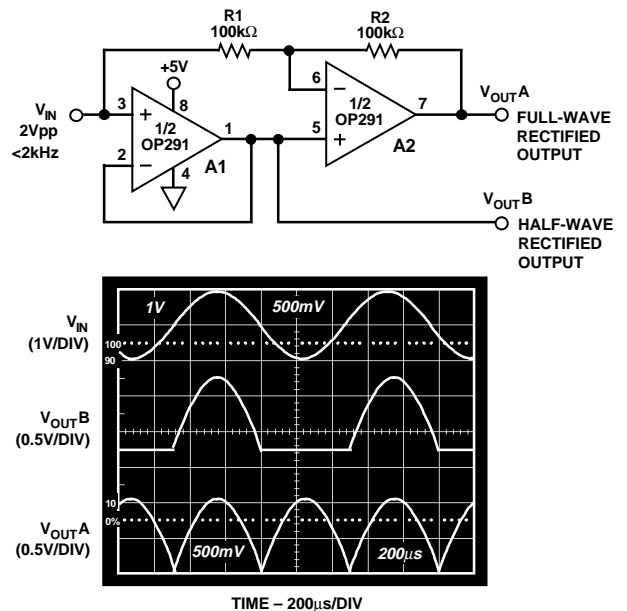 R1
100kΩ
R2
100kΩ
+5V
V_IN
2Vpp
<2kHz
3
+
8
1/2
OP291
1
2
−
4
A1
6
−
1/2
OP291
7
5
+
A2
V_OUT A
FULL-WAVE
RECTIFIED
OUTPUT
V_OUT B
HALF-WAVE
RECTIFIED
OUTPUT
1V
500mV
V_IN
(1V/DIV)
100
90
V_OUT B
(0.5V/DIV)
10
0%
V_OUT A
(0.5V/DIV)
500mV
200µs
TIME – 200µs/DIV